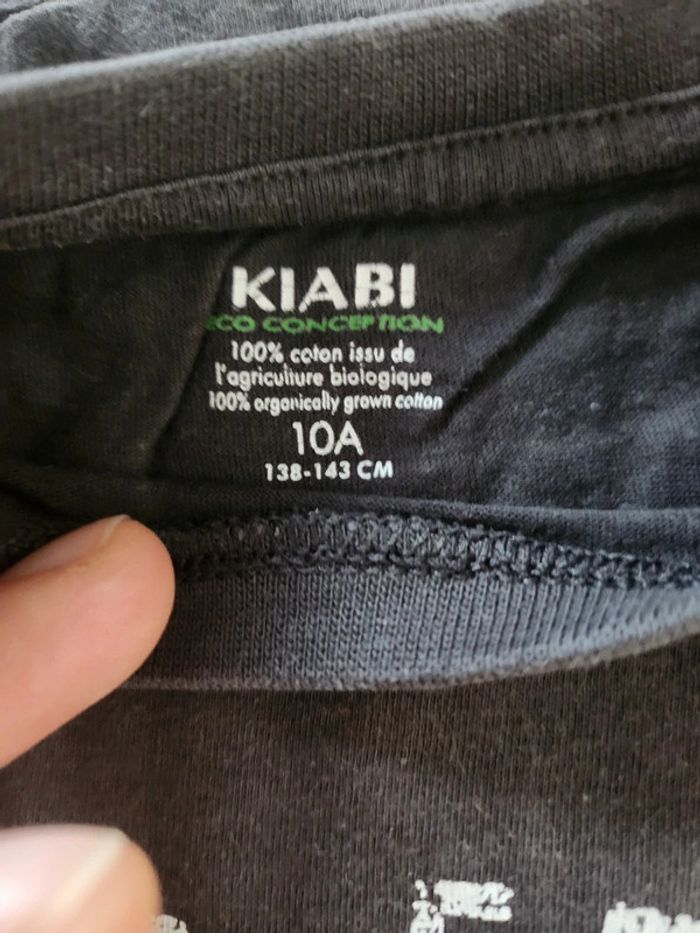 KIABI
ECO CONCEPTION
100% coton issu de
l'agriculture biologique
100% organically grown cotton
10A
138-143 CM